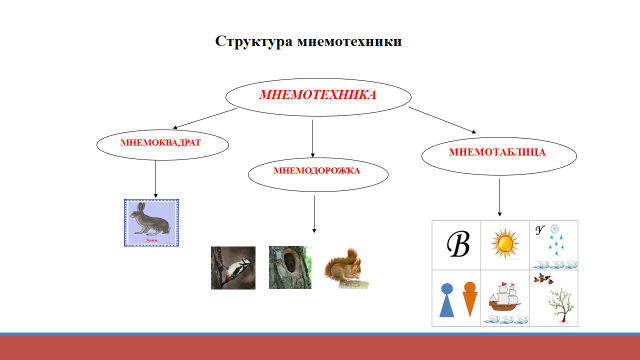 Структура мнемотехники
МНЕМОТЕХНИКА
МНЕМОКВАДРАТ
МНЕМОДОРОЖКА
МНЕМОТАБЛИЦА
В
У